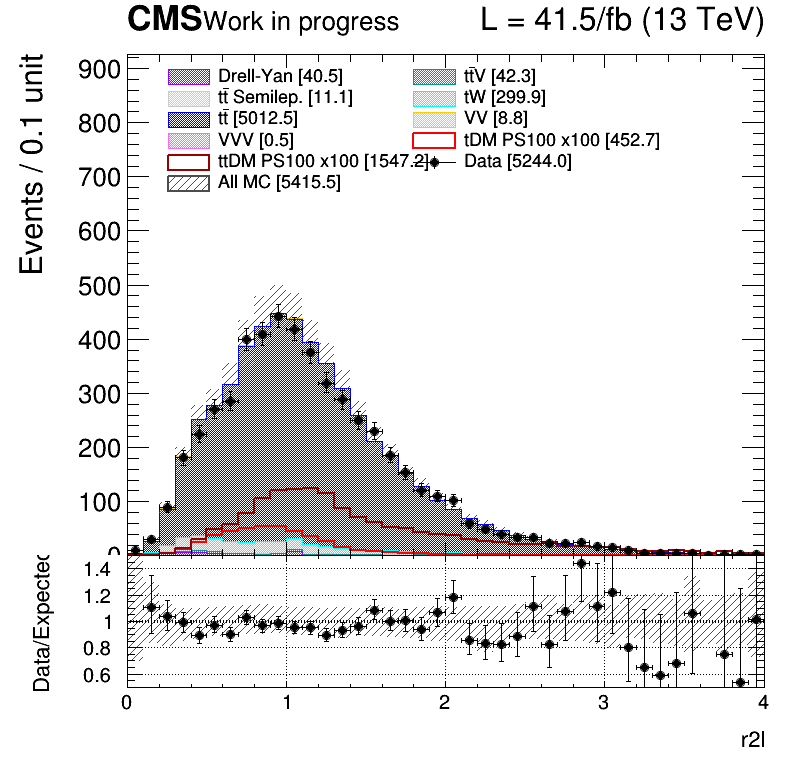 CMS Work in progress L = 41.5/fb (13 TeV)
Events / 0.1 unit
900
800
700
600
500
400
300
200
100
0
Drell-Yan [40.5] tt̄V [42.3]
tt̄ Semilep. [11.1] tW [299.9]
tt̄ [5012.5] VV [8.8]
VVV [0.5] tDM PS100 x100 [452.7]
ttDM PS100 x100 [1547.2] Data [5244.0]
All MC [5415.5]
Data/Expected
1.4
1.2
1
0.8
0.6
0 1 2 3 4
r2l